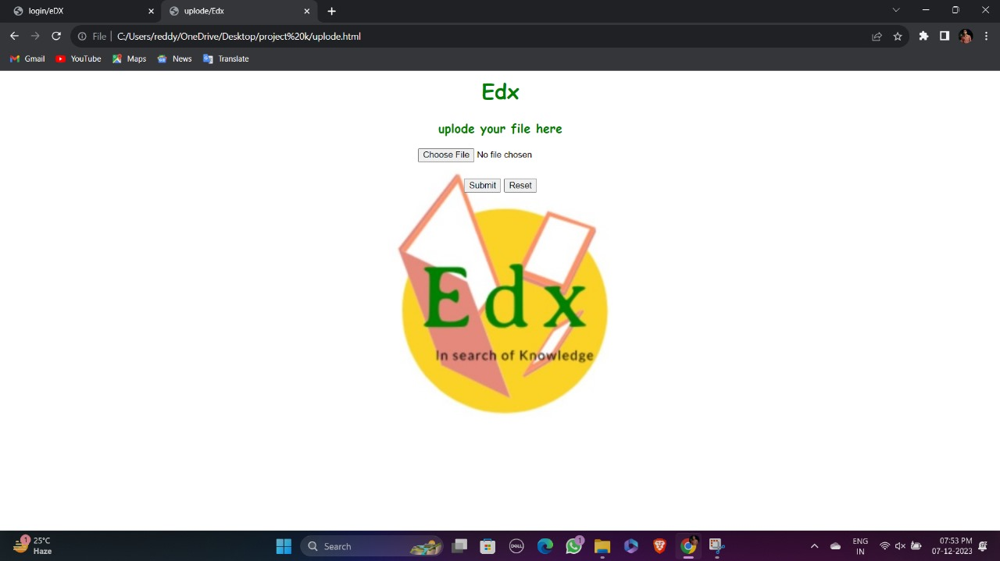 login/eDX
uplode/Edx
File
C:/Users/reddy/OneDrive/Desktop/project%20k/uplode.html
Gmail YouTube Maps News Translate
Edx
uplode your file here
Choose File No file chosen
Submit Reset
Edx
In search of Knowledge
1
25°C
Haze
Search
DELL
1
ENG
IN
07:53 PM
07-12-2023